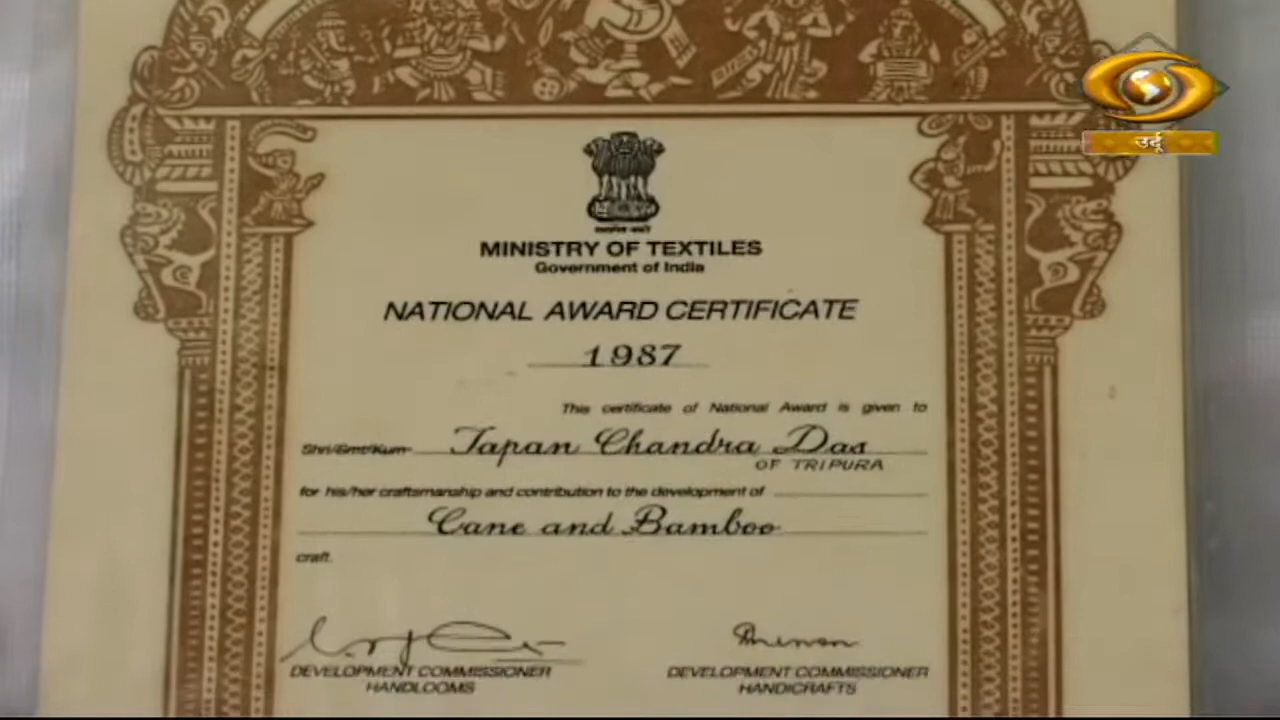 उर्दू
MINISTRY OF TEXTILES
Government of India
NATIONAL AWARD CERTIFICATE
1987
This certificate of National Award is given to
Shri/Smt/Kum Tapan Chandra Das
OF TRIPURA
for his/her craftsmanship and contribution to the development of
Cane and Bamboo
craft.
DEVELOPMENT COMMISSIONER DEVELOPMENT COMMISSIONER
HANDLOOMS HANDICRAFTS